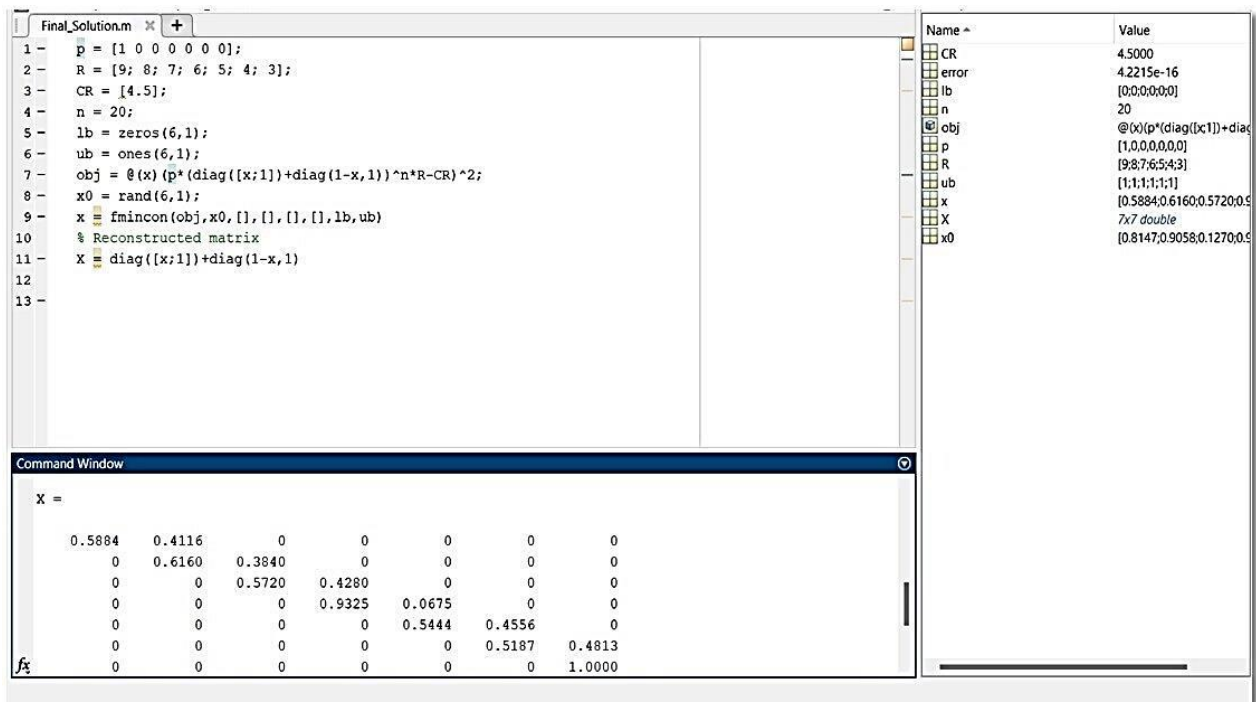 Final_Solution.m × +
1 – p = [1 0 0 0 0 0 0];
2 – R = [9; 8; 7; 6; 5; 4; 3];
3 – CR = [4.5];
4 – n = 20;
5 – lb = zeros(6,1);
6 – ub = ones(6,1);
7 – obj = @(x)(p*(diag([x;1])+diag(1-x,1))^n*R-CR)^2;
8 – x0 = rand(6,1);
9 – x = fmincon(obj,x0,[],[],[],[],lb,ub)
10 % Reconstructed matrix
11 – X = diag([x;1])+diag(1-x,1)
12
13 –
Command Window
X =
0.5884 0.4116 0 0 0 0 0
0 0.6160 0.3840 0 0 0 0
0 0 0.5720 0.4280 0 0 0
0 0 0 0.9325 0.0675 0 0
0 0 0 0 0.5444 0.4556 0
0 0 0 0 0 0.5187 0.4813
fx 0 0 0 0 0 0 1.0000
Name Value
CR 4.5000
error 4.2215e-16
lb [0;0;0;0;0;0]
n 20
obj @(x)(p*(diag([x;1])+diag
p [1,0,0,0,0,0,0]
R [9;8;7;6;5;4;3]
ub [1;1;1;1;1;1]
x [0.5884;0.6160;0.5720;0.9
X 7x7 double
x0 [0.8147;0.9058;0.1270;0.9